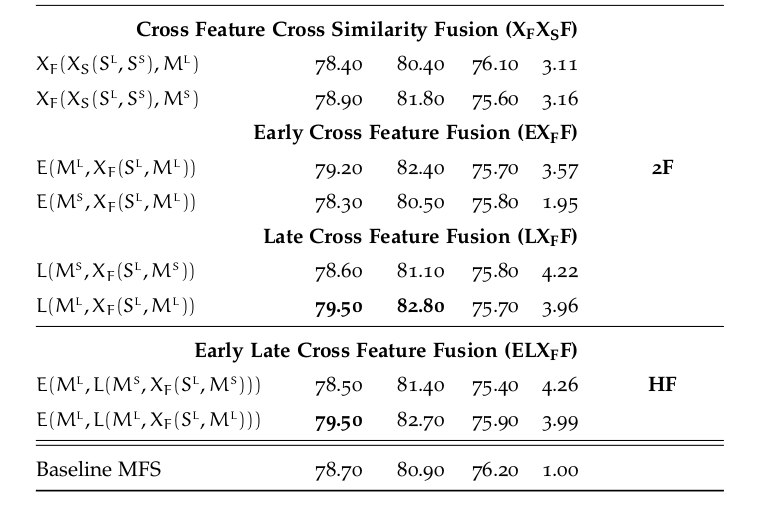 Cross Feature Cross Similarity Fusion (X_F X_S F)
X_F(X_S(S^L, S^S), M^L) 78.40 80.40 76.10 3.11
X_F(X_S(S^L, S^S), M^S) 78.90 81.80 75.60 3.16
Early Cross Feature Fusion (EX_F F)
E(M^L, X_F(S^L, M^L)) 79.20 82.40 75.70 3.57 2F
E(M^S, X_F(S^L, M^L)) 78.30 80.50 75.80 1.95
Late Cross Feature Fusion (LX_F F)
L(M^S, X_F(S^L, M^S)) 78.60 81.10 75.80 4.22
L(M^L, X_F(S^L, M^L)) 79.50 82.80 75.70 3.96
Early Late Cross Feature Fusion (ELX_F F)
E(M^L, L(M^S, X_F(S^L, M^S))) 78.50 81.40 75.40 4.26 HF
E(M^L, L(M^L, X_F(S^L, M^L))) 79.50 82.70 75.90 3.99
Baseline MFS 78.70 80.90 76.20 1.00